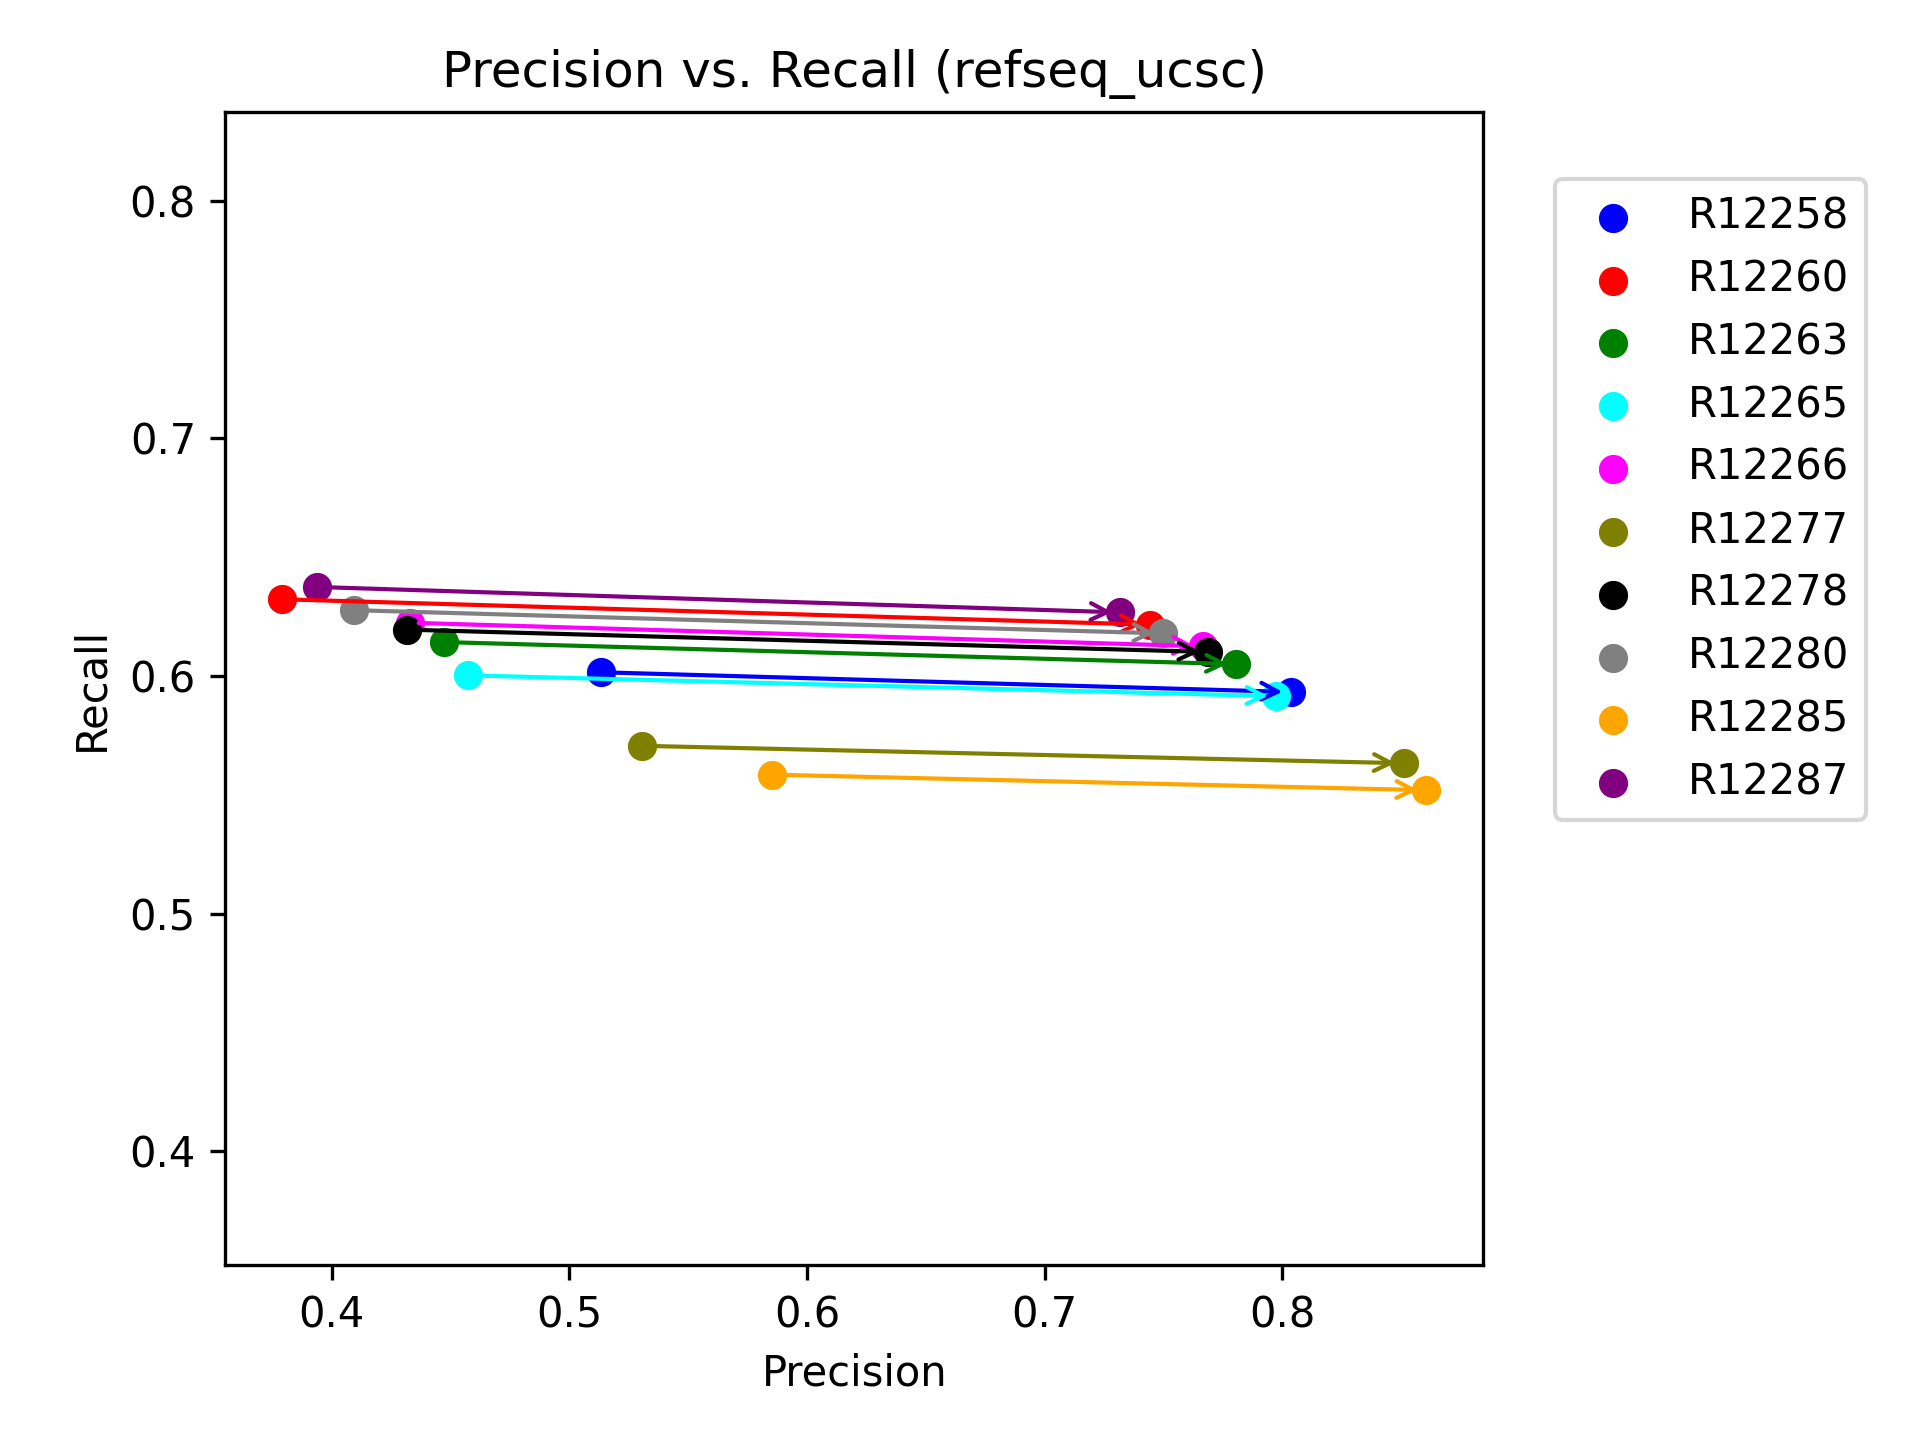 Precision vs. Recall (refseq_ucsc)
0.8
0.7
0.6
0.5
0.4
Recall
0.4 0.5 0.6 0.7 0.8
Precision
R12258
R12260
R12263
R12265
R12266
R12277
R12278
R12280
R12285
R12287